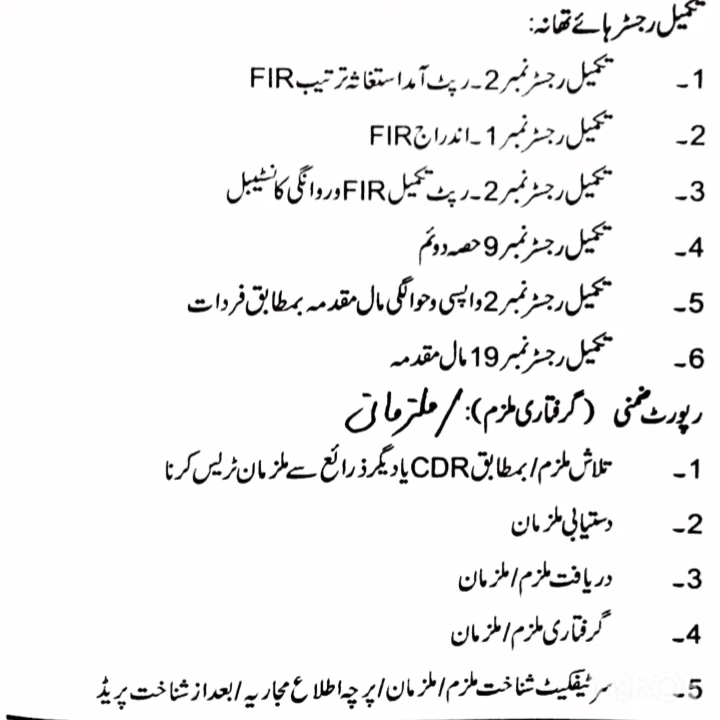 تکمیل رجسٹر ہائے تھانہ:
1۔ تکمیل رجسٹر نمبر 2۔ رپٹ آمد استغاثہ ترتیب FIR
2۔ تکمیل رجسٹر نمبر 1۔ اندراج FIR
3۔ تکمیل رجسٹر نمبر 2۔ رپٹ تکمیل FIR و روانگی کانسٹیبل
4۔ تکمیل رجسٹر نمبر 9 حصہ دوئم
5۔ تکمیل رجسٹر نمبر 2 واپسی و حوالگی مال مقدمہ بمطابق فردات
6۔ تکمیل رجسٹر نمبر 19 مال مقدمہ
رپورٹ ضمنی (گرفتاری ملزم): / ملزمان
1۔ تلاش ملزم / بمطابق CDR یا دیگر ذرائع سے ملزمان ٹریس کرنا
2۔ دستیابی ملزمان
3۔ دریافت ملزم / ملزمان
4۔ گرفتاری ملزم / ملزمان
5۔ سرٹیفکیٹ شناخت ملزم / ملزمان / پرچہ اطلاع مجاریہ / بعد از شناخت پریڈ